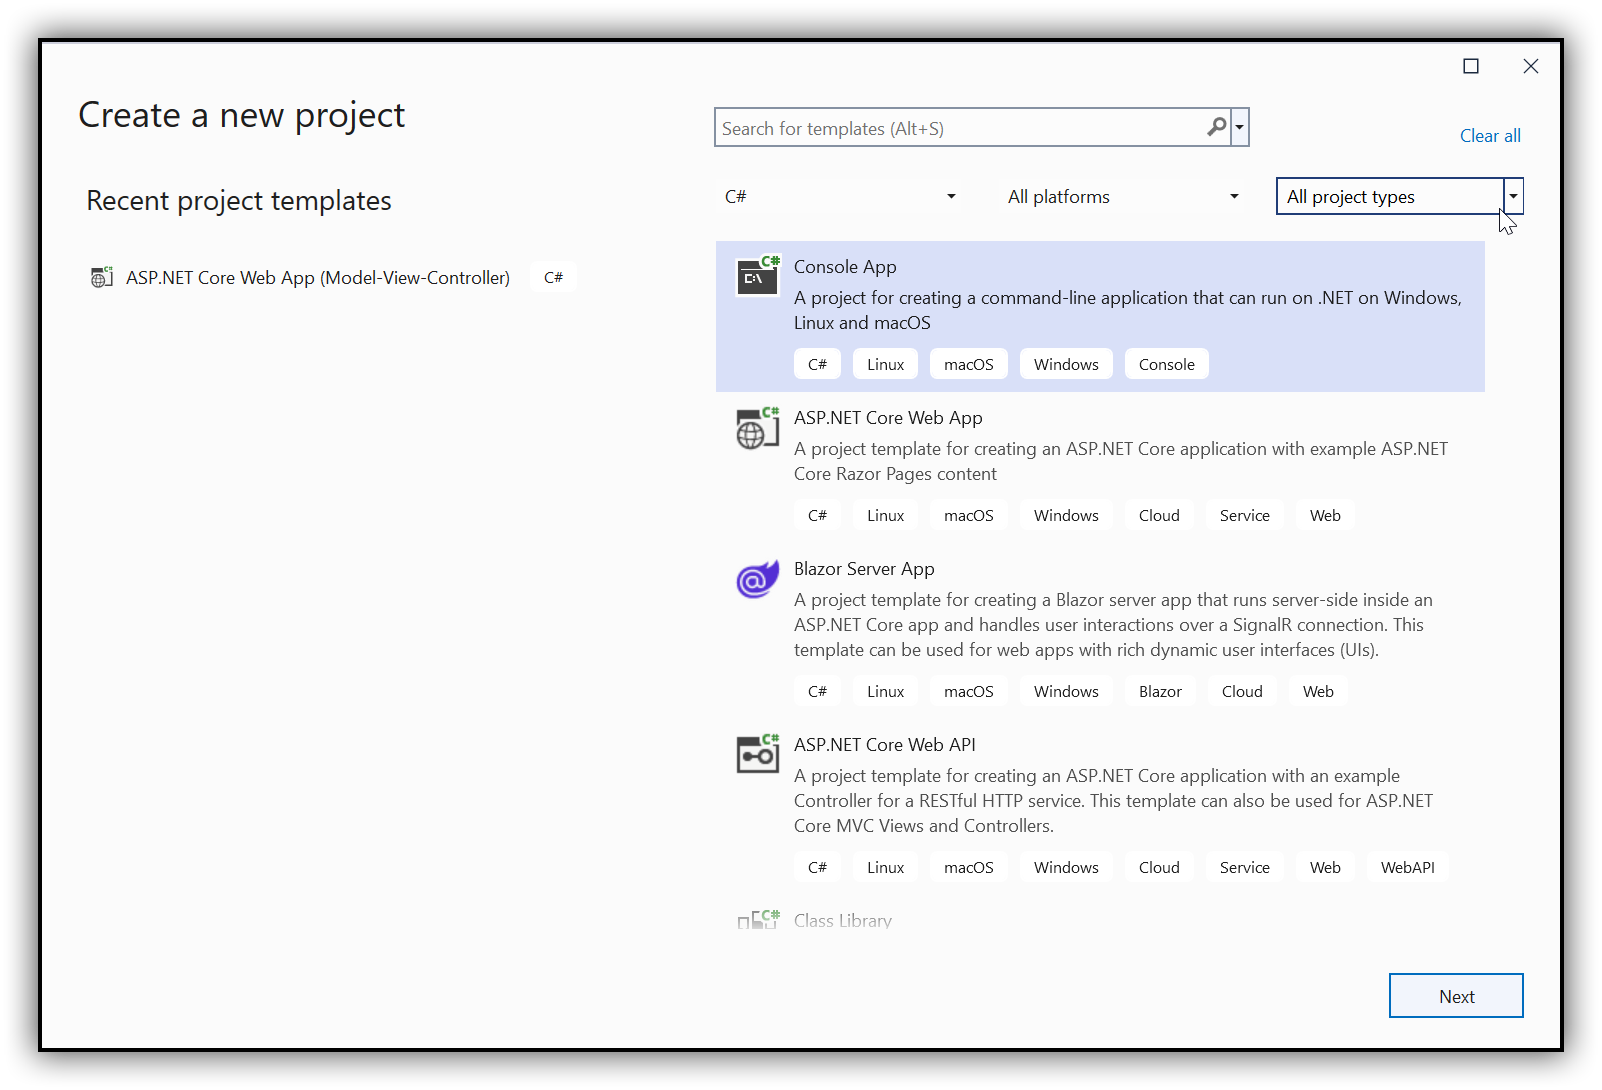 Create a new project
Search for templates (Alt+S)
Clear all
Recent project templates
C#
All platforms
All project types
ASP.NET Core Web App (Model-View-Controller)
C#
C#
C:\
Console App
A project for creating a command-line application that can run on .NET on Windows,
Linux and macOS
C# Linux macOS Windows Console
C#
ASP.NET Core Web App
A project template for creating an ASP.NET Core application with example ASP.NET
Core Razor Pages content
C# Linux macOS Windows Cloud Service Web
@
Blazor Server App
A project template for creating a Blazor server app that runs server-side inside an
ASP.NET Core app and handles user interactions over a SignalR connection. This
template can be used for web apps with rich dynamic user interfaces (UIs).
C# Linux macOS Windows Blazor Cloud Web
C#
ASP.NET Core Web API
A project template for creating an ASP.NET Core application with an example
Controller for a RESTful HTTP service. This template can also be used for ASP.NET
Core MVC Views and Controllers.
C# Linux macOS Windows Cloud Service Web WebAPI
C#
Class Library
Next